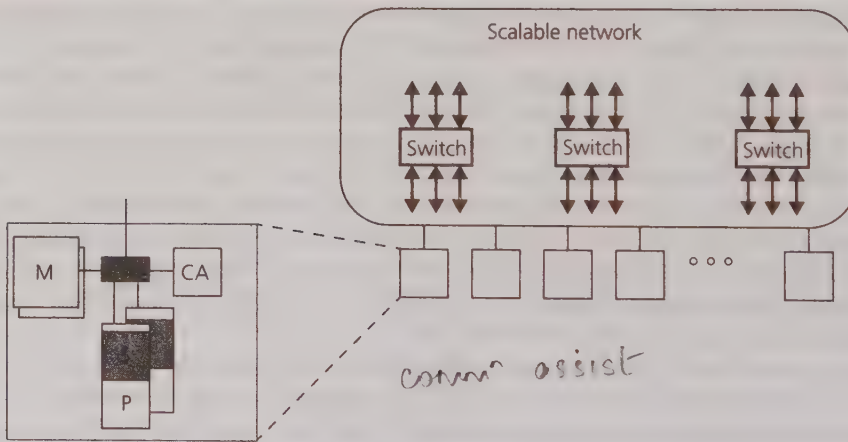 Scalable network
Switch Switch Switch
M CA
P
comm assist